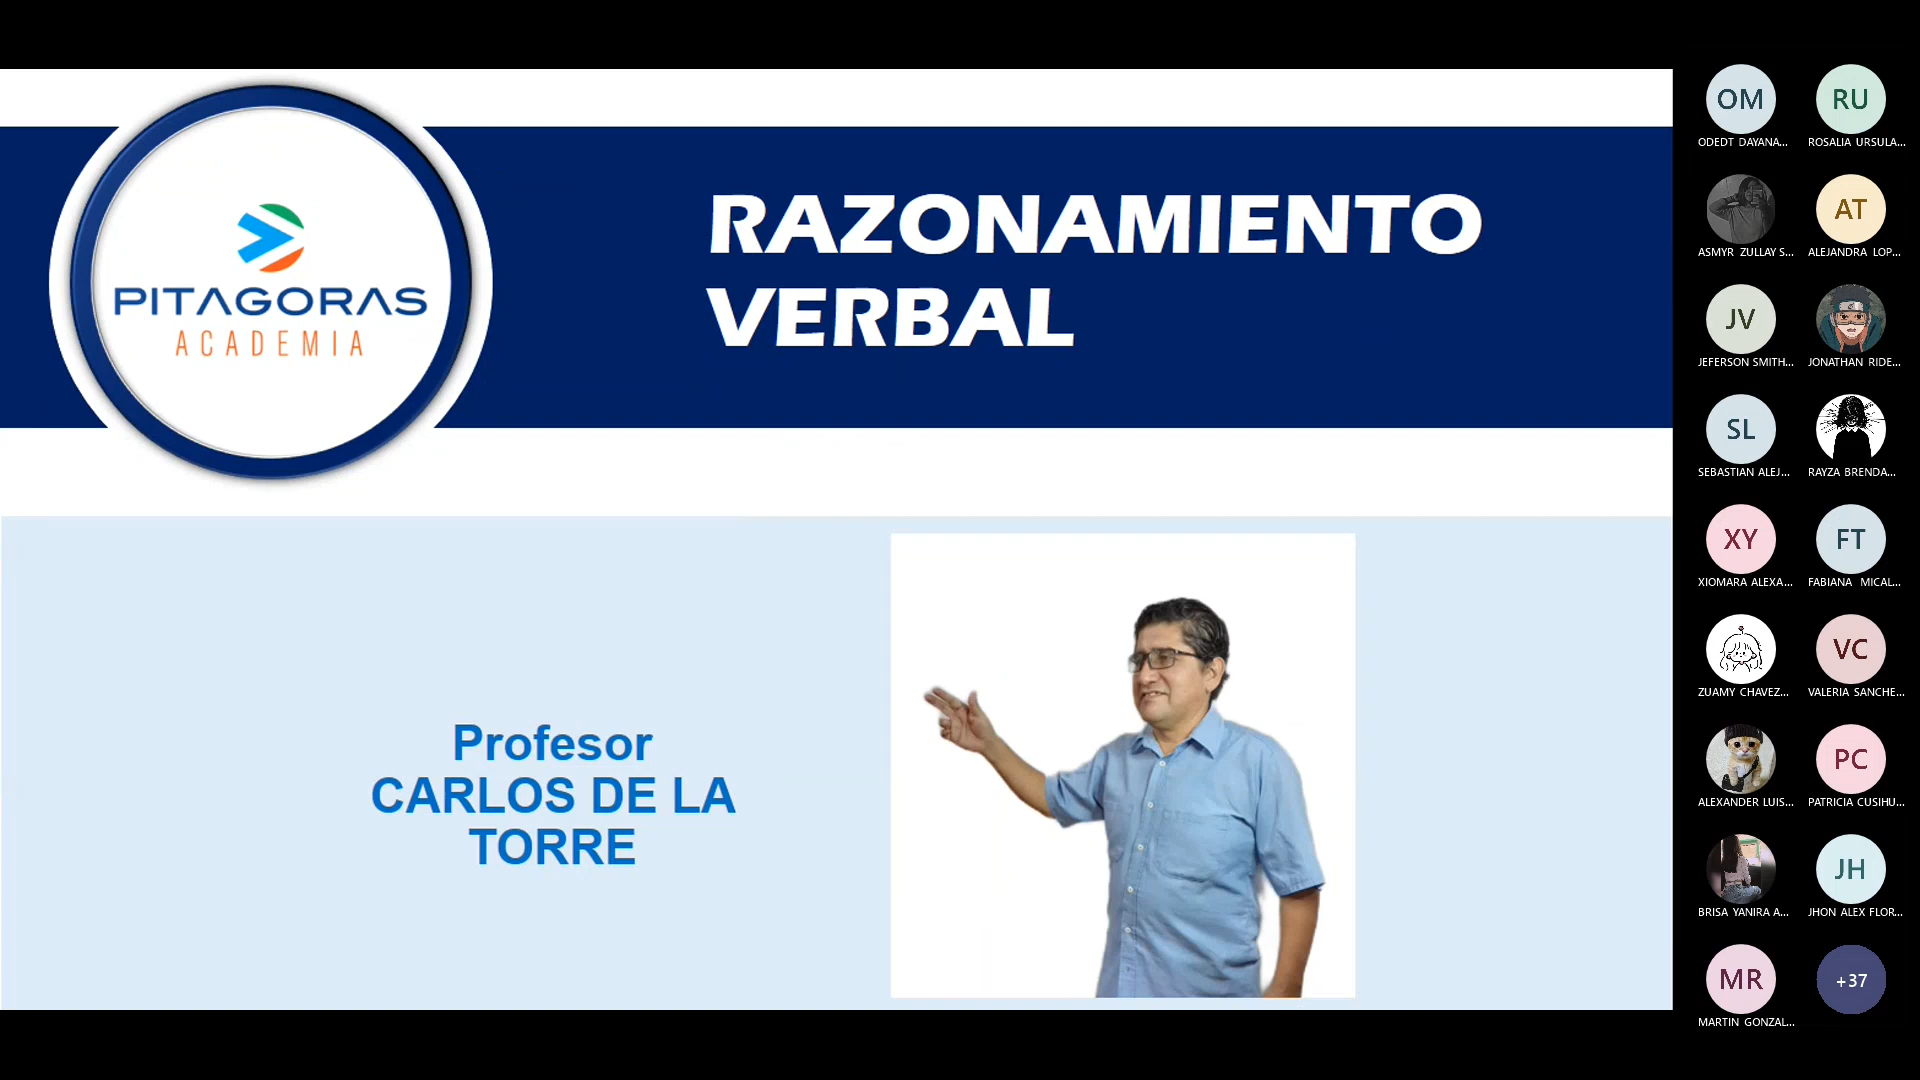 PITAGORAS
ACADEMIA
RAZONAMIENTO
VERBAL
Profesor
CARLOS DE LA
TORRE
OM
ODEDT DAYANA...
RU
ROSALIA URSULA...
ASMYR ZULLAY S...
AT
ALEJANDRA LOP...
JV
JEFERSON SMITH...
JONATHAN RIDE...
SL
SEBASTIAN ALEJ...
RAYZA BRENDA...
XY
XIOMARA ALEXA...
FT
FABIANA MICAL...
ZUAMY CHAVEZ...
VC
VALERIA SANCHE...
ALEXANDER LUIS...
PC
PATRICIA CUSIHU...
BRISA YANIRA A...
JH
JHON ALEX FLOR...
MR
MARTIN GONZAL...
+37